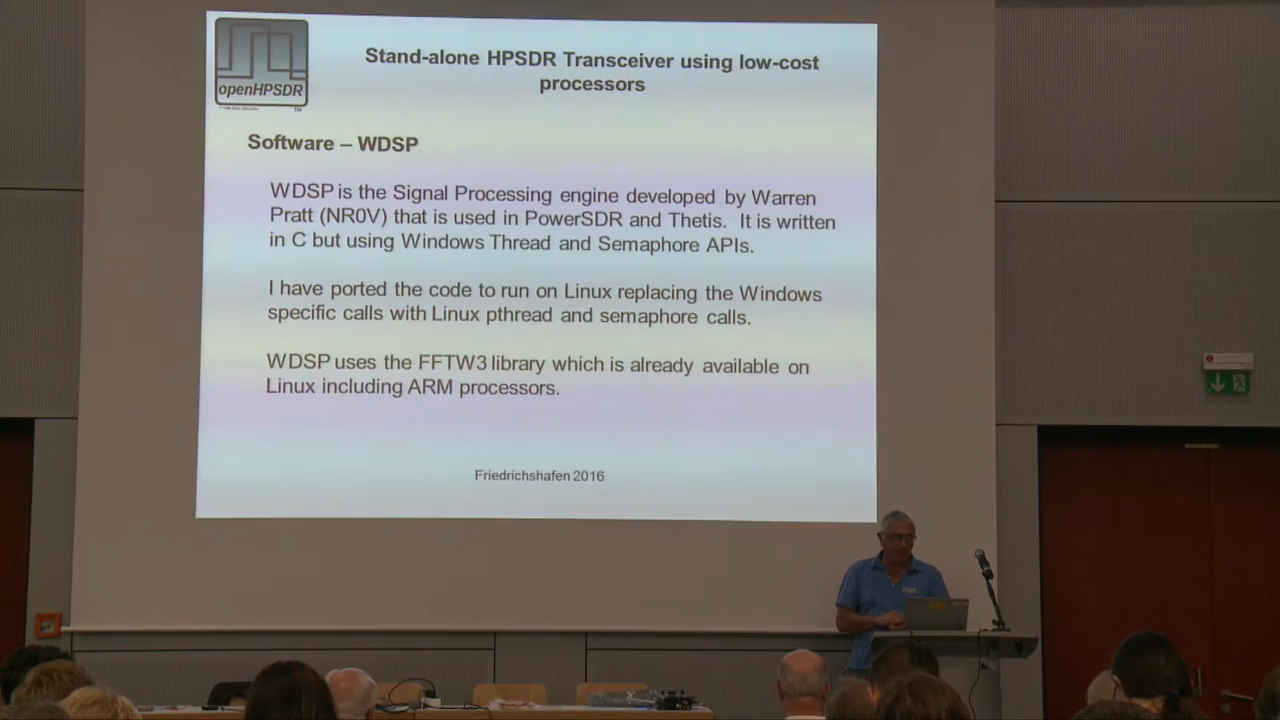 openHPSDR
TM
Stand-alone HPSDR Transceiver using low-cost
processors
Software – WDSP
WDSP is the Signal Processing engine developed by Warren
Pratt (NR0V) that is used in PowerSDR and Thetis. It is written
in C but using Windows Thread and Semaphore APIs.
I have ported the code to run on Linux replacing the Windows
specific calls with Linux pthread and semaphore calls.
WDSP uses the FFTW3 library which is already available on
Linux including ARM processors.
Friedrichshafen 2016